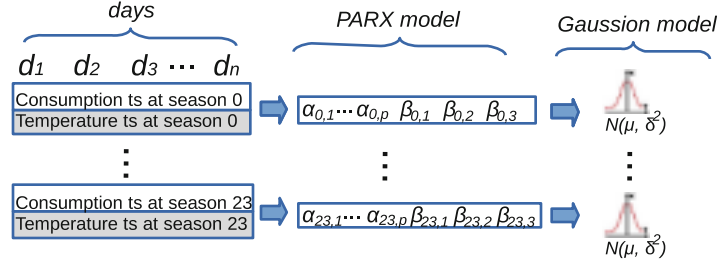 days
PARX model
Gaussion model
d1 d2 d3 ··· dn
Consumption ts at season 0
Temperature ts at season 0
α0,1··· α0,p β0,1 β0,2 β0,3
N(μ, δ²)
Consumption ts at season 23
Temperature ts at season 23
α23,1··· α23,p β23,1 β23,2 β23,3
N(μ, δ²)